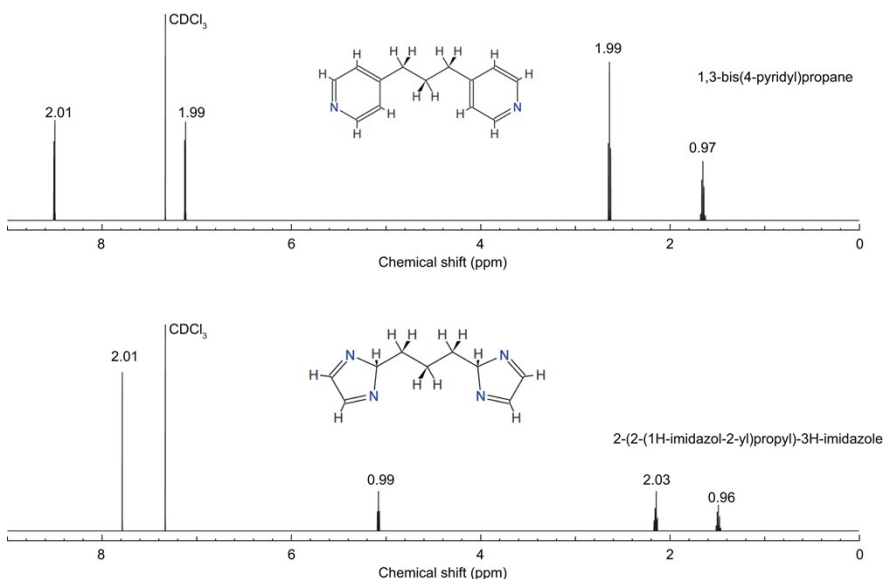 CDCl3
H H H H
1.99
1,3-bis(4-pyridyl)propane
H H
H H
2.01
1.99
N H H N
0.97
H H
H H
8 6 4 2 0
Chemical shift (ppm)
CDCl3
H H H H
2.01
N H H N
H H
N H H N
H H
2-(2-(1H-imidazol-2-yl)propyl)-3H-imidazole
0.99
2.03
0.96
8 6 4 2 0
Chemical shift (ppm)